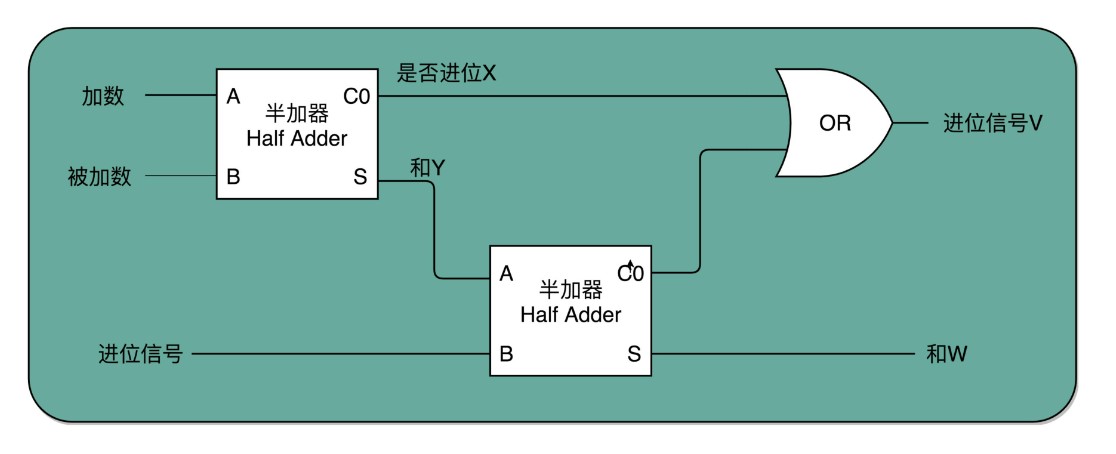 加数
被加数
A
半加器
Half Adder
C0
B
S
是否进位X
和Y
OR
进位信号V
A
半加器
Half Adder
C0
B
S
进位信号
和W